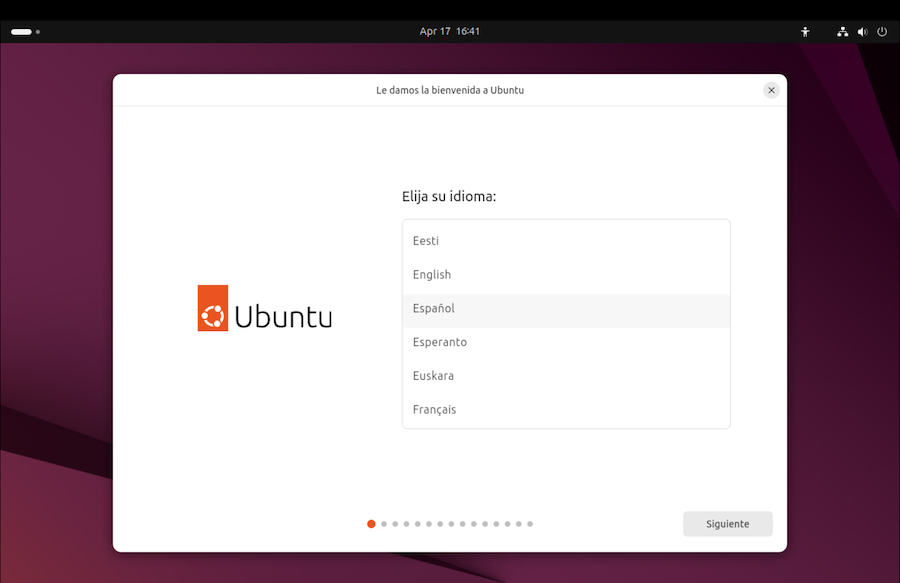 Apr 17 16:41
Le damos la bienvenida a Ubuntu
Elija su idioma:
Eesti
English
Español
Esperanto
Euskara
Français
Ubuntu
Siguiente